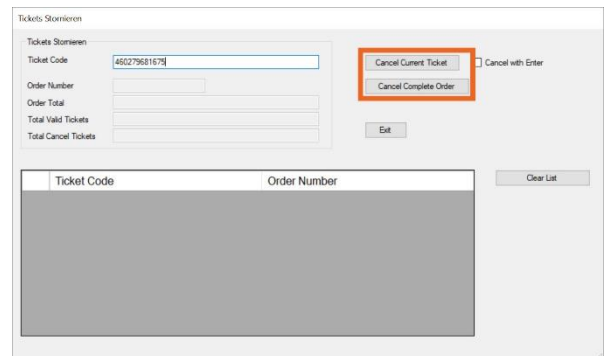 Tickets Stornieren
Tickets Stornieren
Ticket Code 460279681675 Cancel Current Ticket Cancel with Enter
Order Number Cancel Complete Order
Order Total
Total Valid Tickets
Total Cancel Tickets Exit
Ticket Code Order Number Clear List